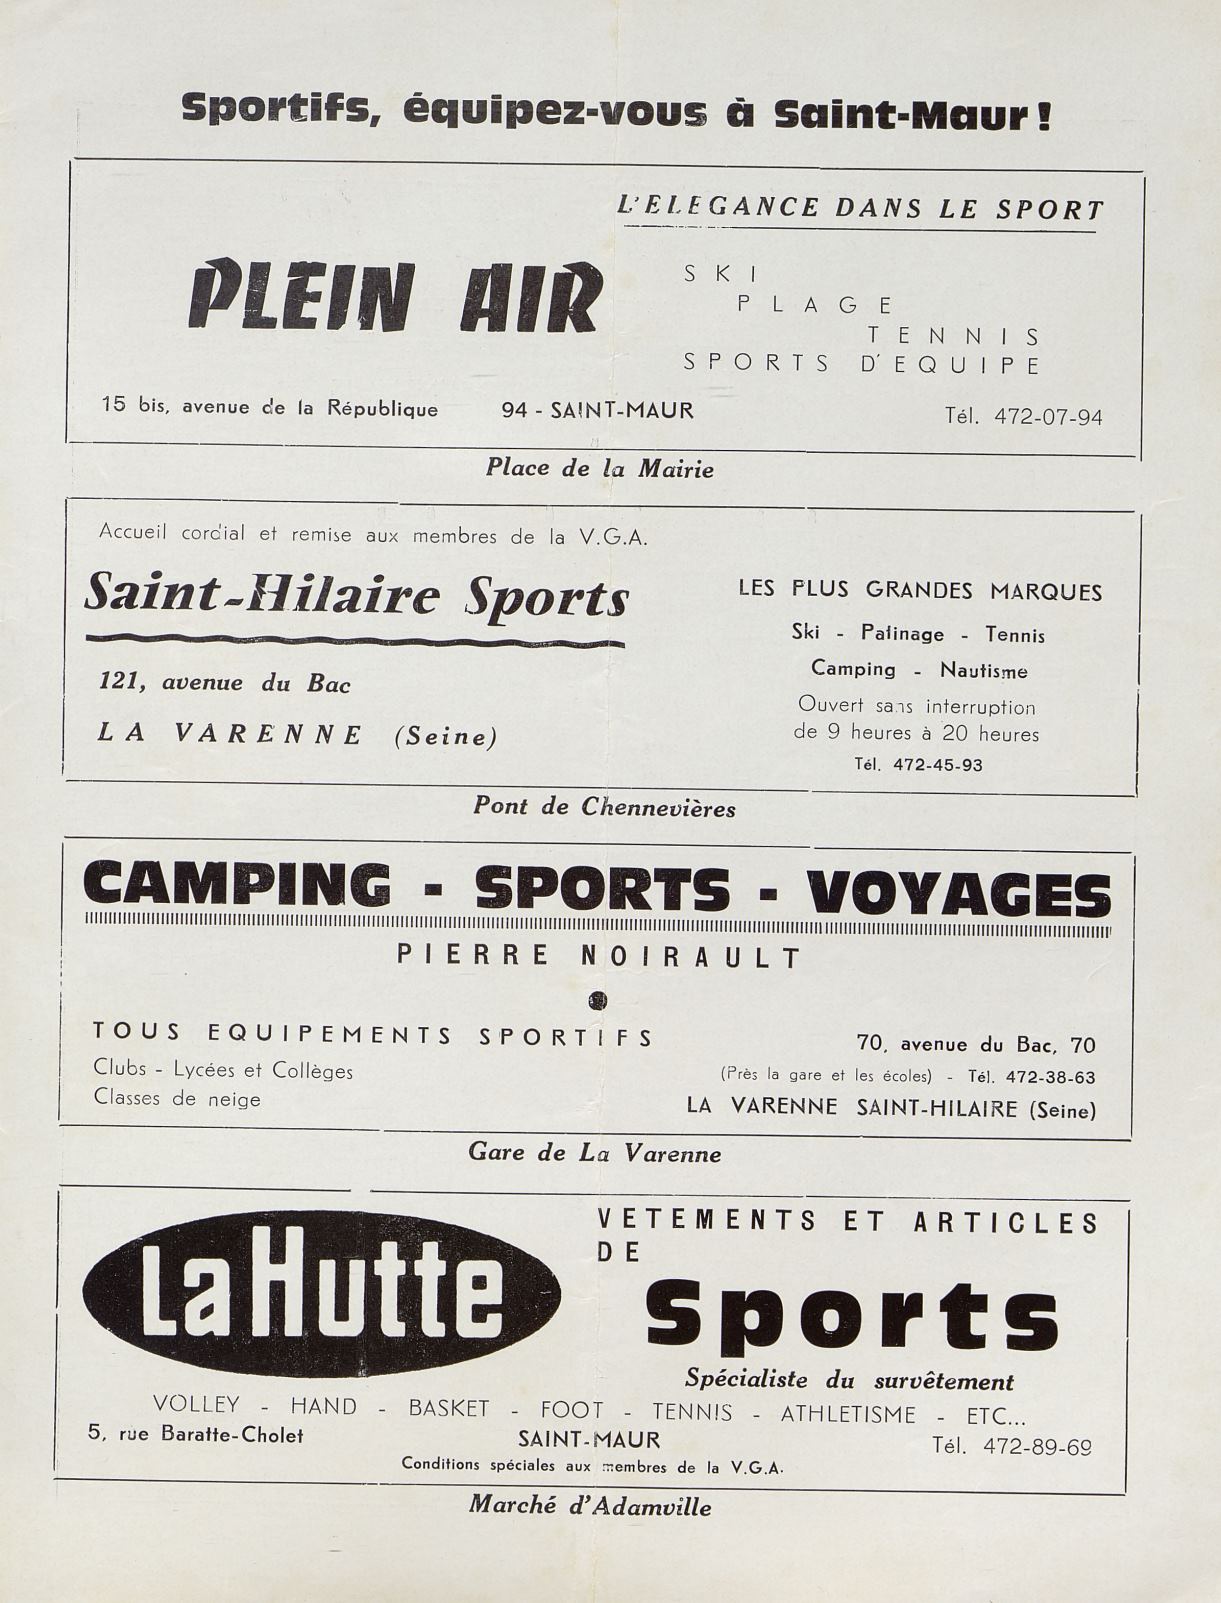 Sportifs, équipez-vous à Saint-Maur !
L'ELEGANCE DANS LE SPORT
PLEIN AIR
SKI
PLAGE
TENNIS
SPORTS D'EQUIPE
15 bis, avenue de la République 94 - SAINT-MAUR Tél. 472-07-94
Place de la Mairie
Accueil cordial et remise aux membres de la V.G.A.
Saint-Hilaire Sports
121, avenue du Bac
LA VARENNE (Seine)
LES PLUS GRANDES MARQUES
Ski - Patinage - Tennis
Camping - Nautisme
Ouvert sans interruption
de 9 heures à 20 heures
Tél. 472-45-93
Pont de Chennevières
CAMPING - SPORTS - VOYAGES
PIERRE NOIRAULT
TOUS EQUIPEMENTS SPORTIFS
Clubs - Lycées et Collèges
Classes de neige
70, avenue du Bac, 70
(Près la gare et les écoles) - Tél. 472-38-63
LA VARENNE SAINT-HILAIRE (Seine)
Gare de La Varenne
La Hutte
VETEMENTS ET ARTICLES
DE
Sports
Spécialiste du survêtement
VOLLEY - HAND - BASKET - FOOT - TENNIS - ATHLETISME - ETC...
5, rue Baratte-Cholet SAINT-MAUR Tél. 472-89-69
Conditions spéciales aux membres de la V.G.A.
Marché d'Adamville